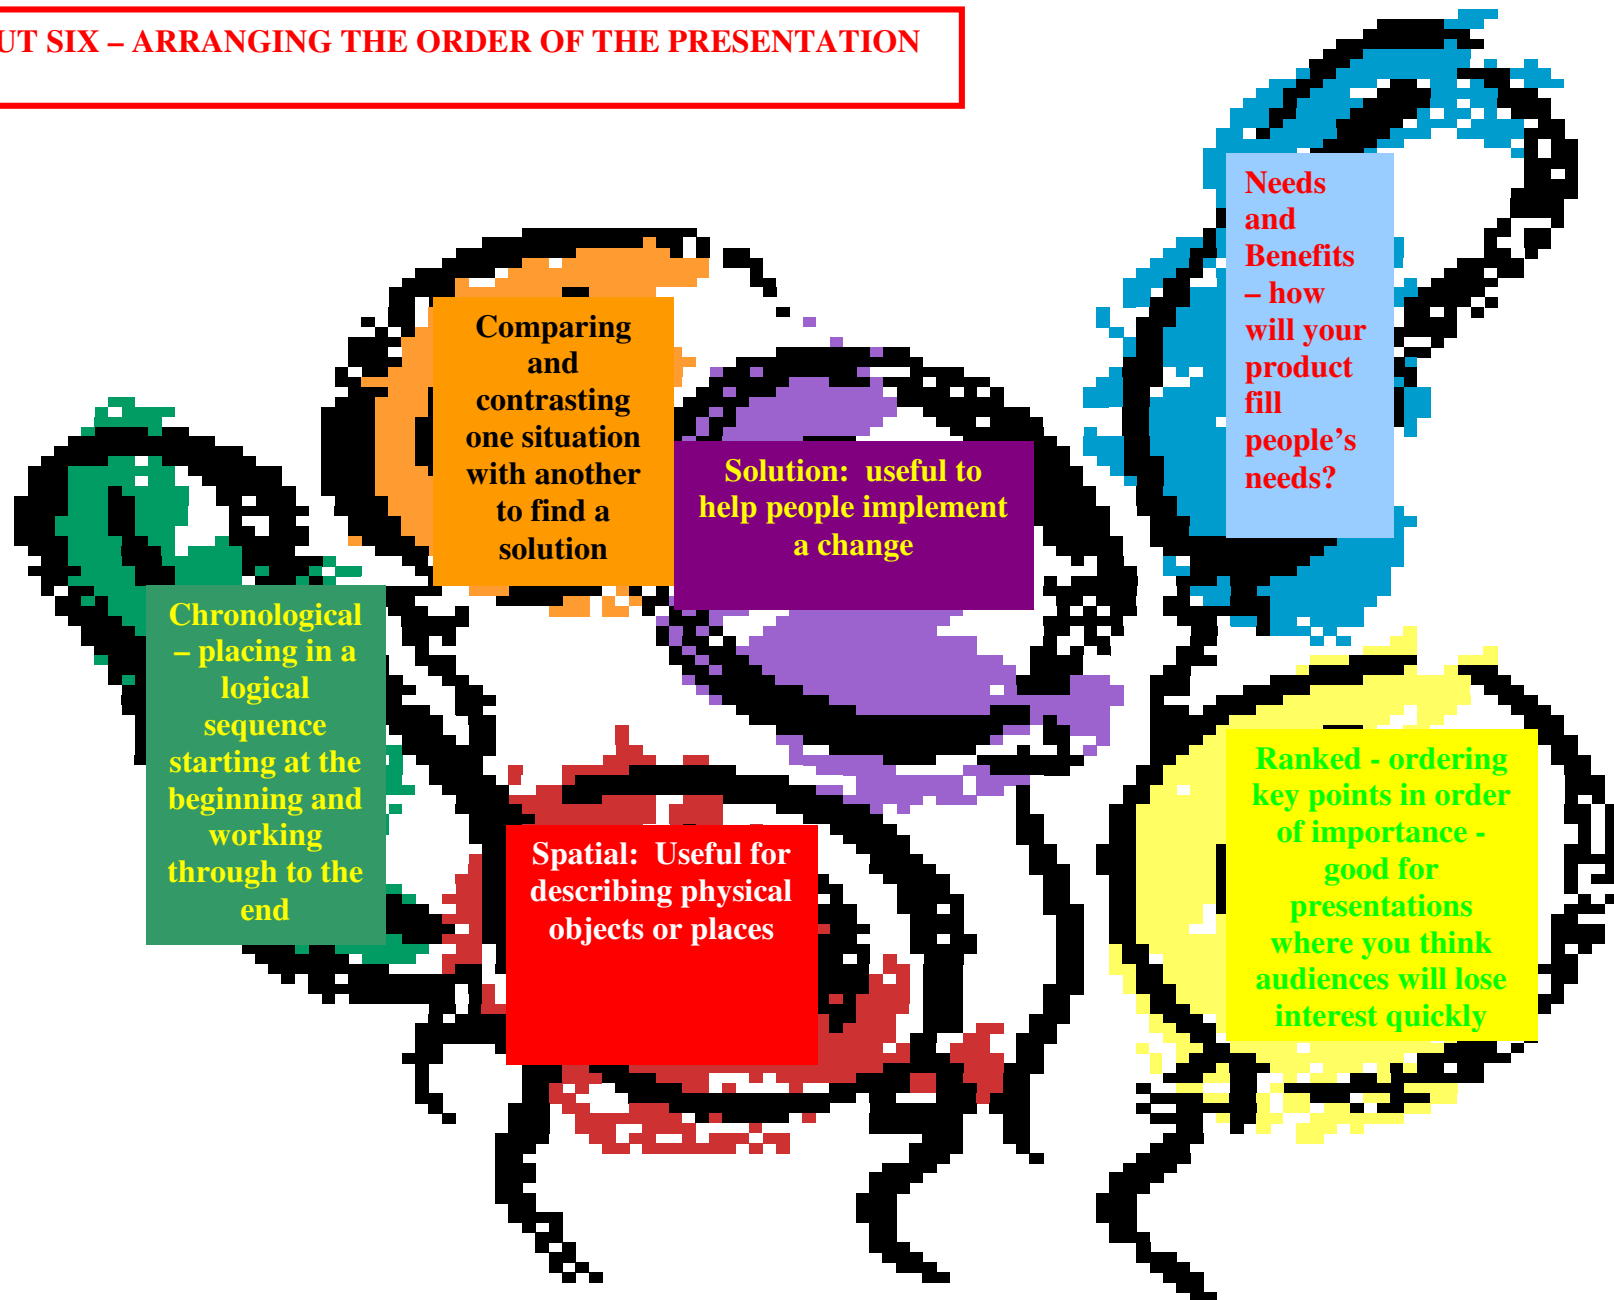 SIX – ARRANGING THE ORDER OF THE PRESENTATION
Needs
and
Benefits
– how
will your
product
fill
people’s
needs?
Comparing
and
contrasting
one situation
with another
to find a
solution
Solution: useful to
help people implement
a change
Chronological
– placing in a
logical
sequence
starting at the
beginning and
working
through to the
end
Spatial: Useful for
describing physical
objects or places
Ranked - ordering
key points in order
of importance -
good for
presentations
where you think
audiences will lose
interest quickly